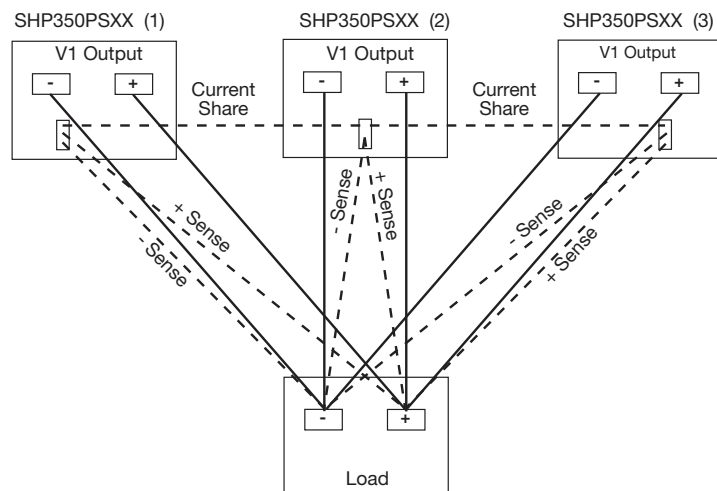 SHP350PSXX (1)
SHP350PSXX (2)
SHP350PSXX (3)
V1 Output
V1 Output
V1 Output
- +
- +
- +
Current
Share
Current
Share
+ Sense
- Sense
- Sense
+ Sense
- Sense
+ Sense
- +
Load